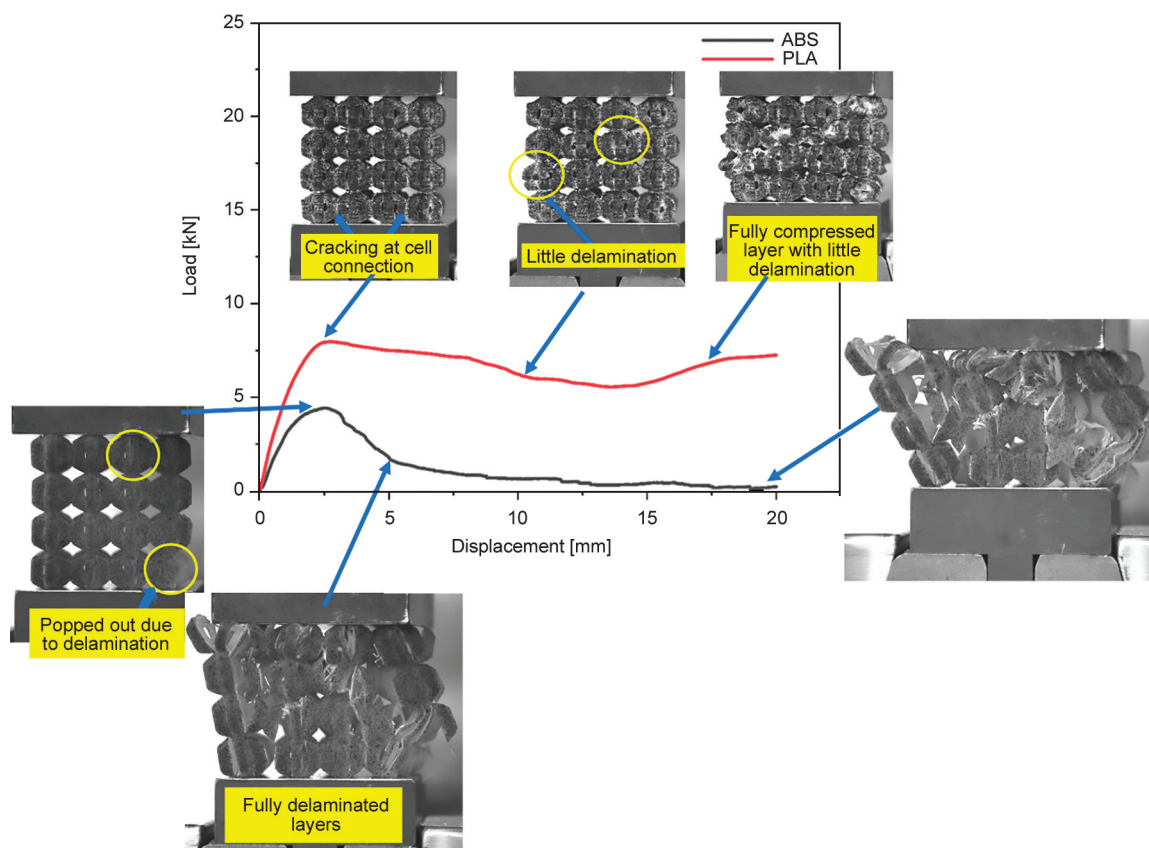 25
20
15
10
5
0
Load [kN]
ABS
PLA
Cracking at cell
connection
Little delamination
Fully compressed
layer with little
delamination
0
5
10
15
20
Displacement [mm]
Popped out due
to delamination
Fully delaminated
layers